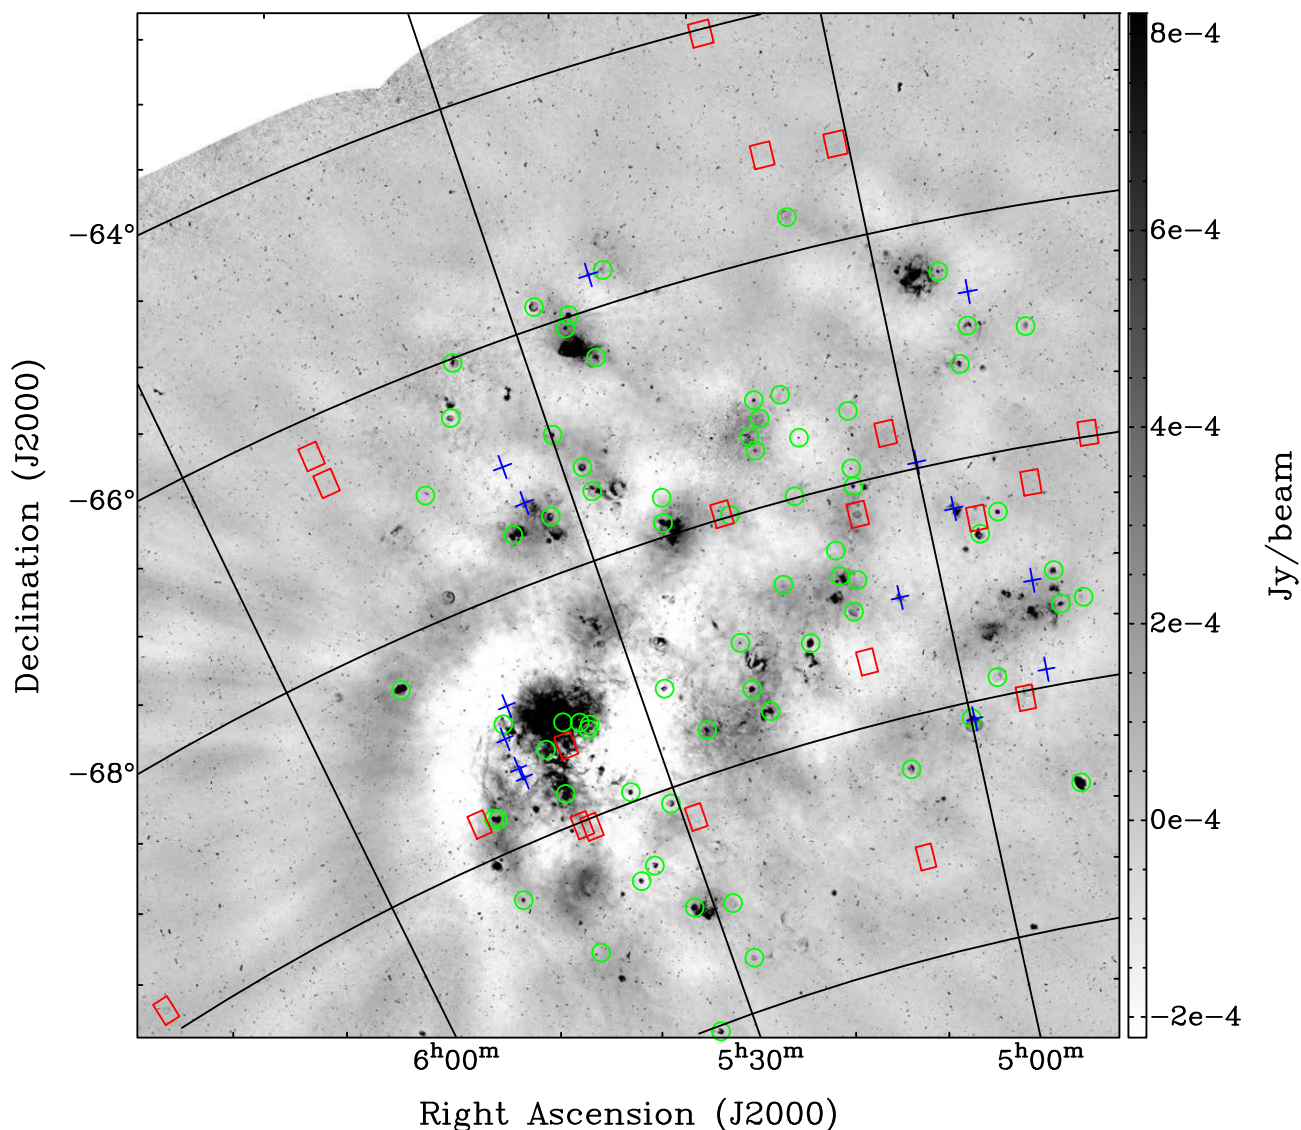 8e-4
−64°
6e-4
Declination (J2000)
4e-4
−66°
Jy/beam
2e-4
−68°
0e-4
−2e-4
6ʰ00ᵐ 5ʰ30ᵐ 5ʰ00ᵐ
Right Ascension (J2000)